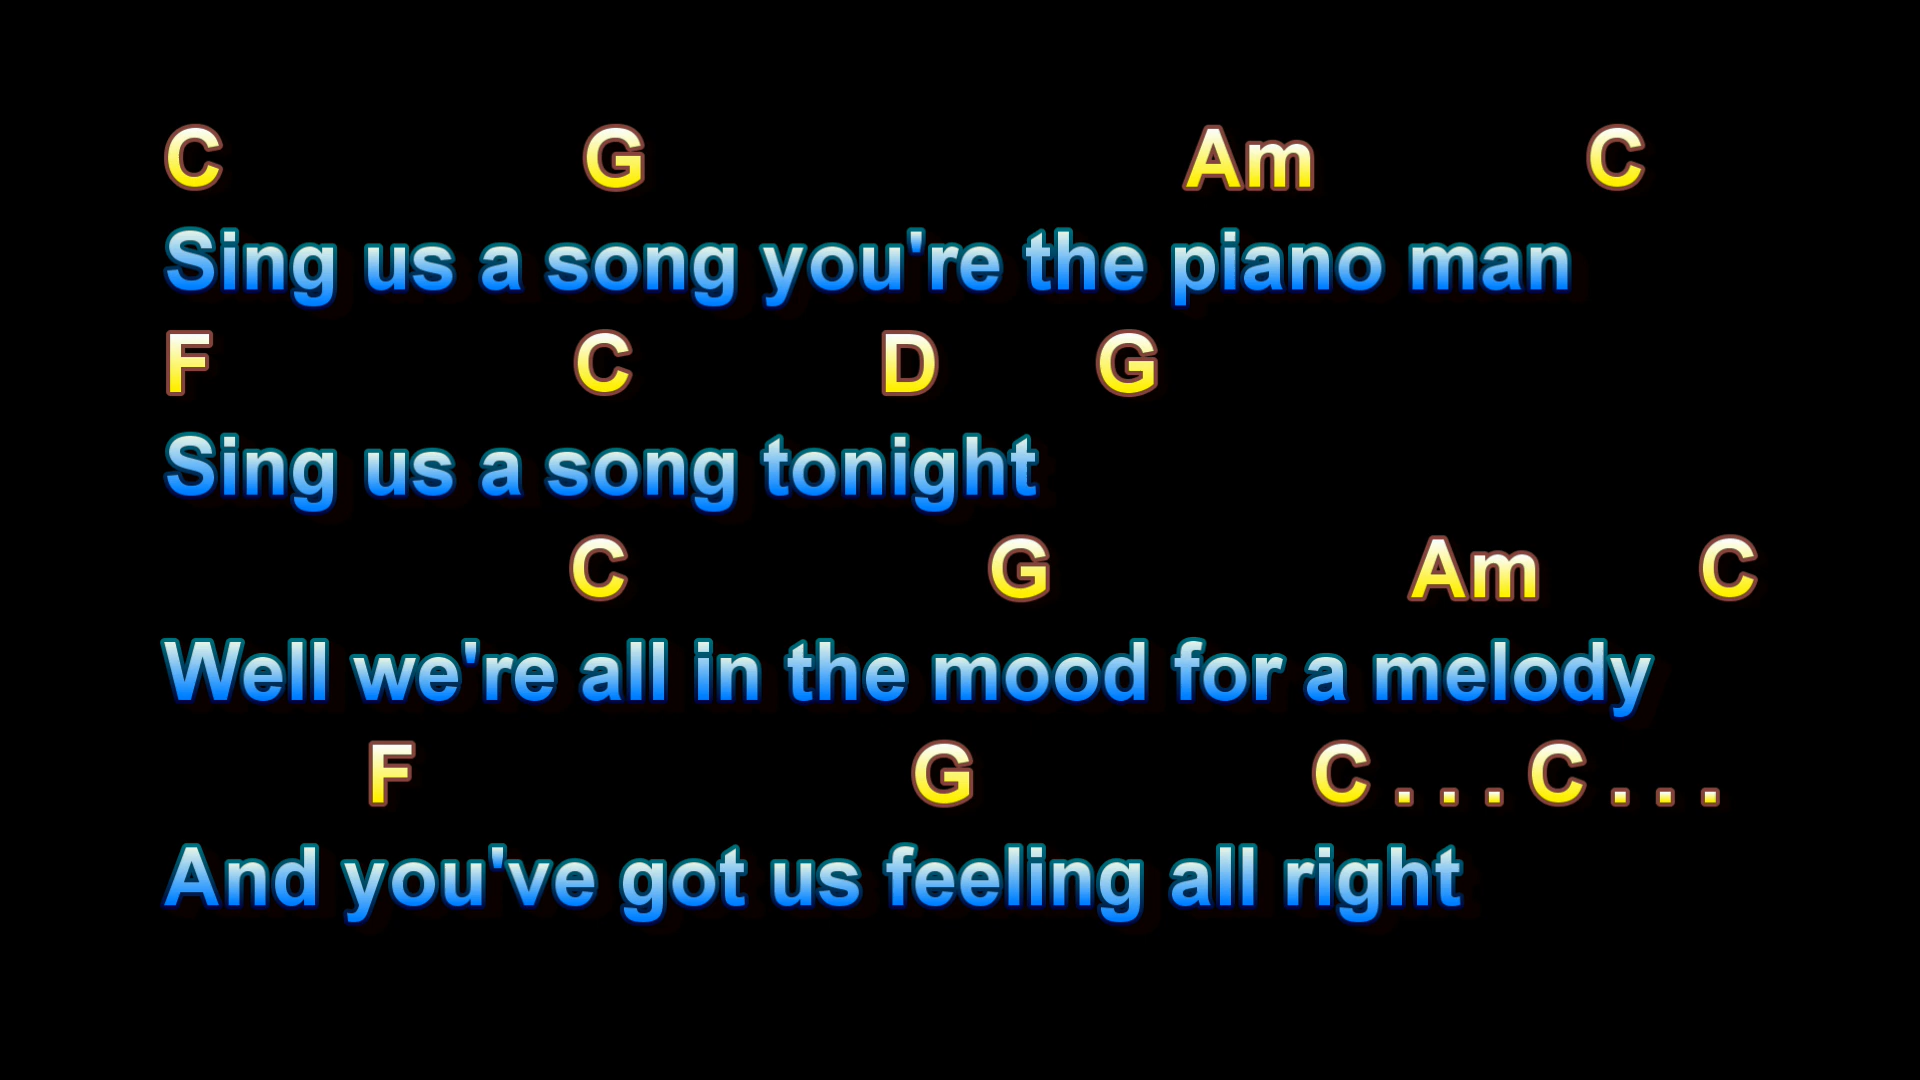 C G Am C
Sing us a song you're the piano man
F C D G
Sing us a song tonight
C G Am C
Well we're all in the mood for a melody
F G C . . . C . . .
And you've got us feeling all right